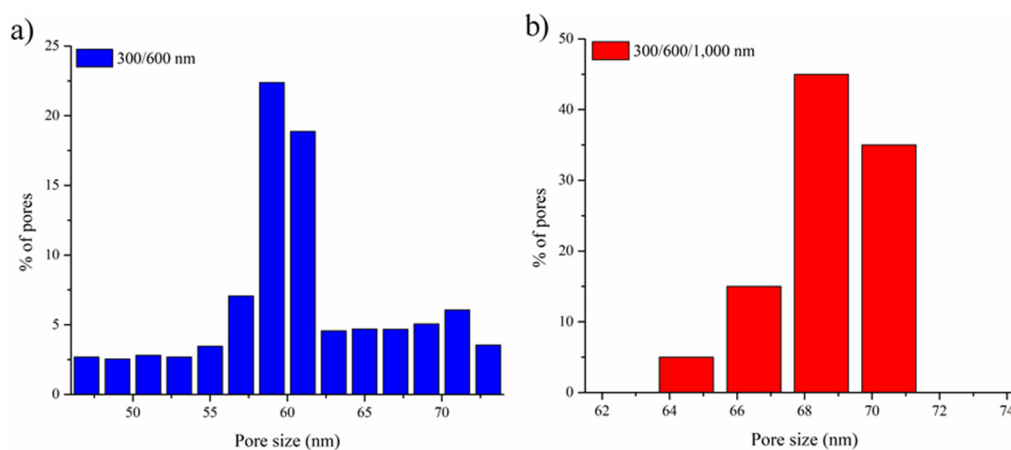 a)
300/600 nm
% of pores
25
20
15
10
5
0
50 55 60 65 70
Pore size (nm)
b)
300/600/1,000 nm
% of pores
50
40
30
20
10
0
62 64 66 68 70 72 74
Pore size (nm)